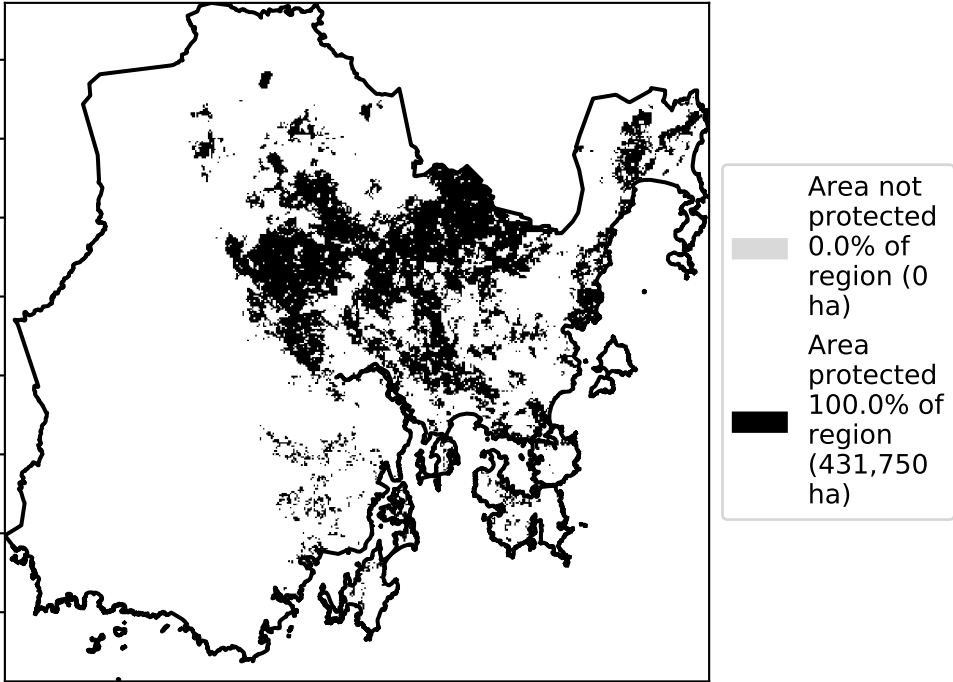 Area not
protected
0.0% of
region (0
ha)
Area
protected
100.0% of
region
(431,750
ha)